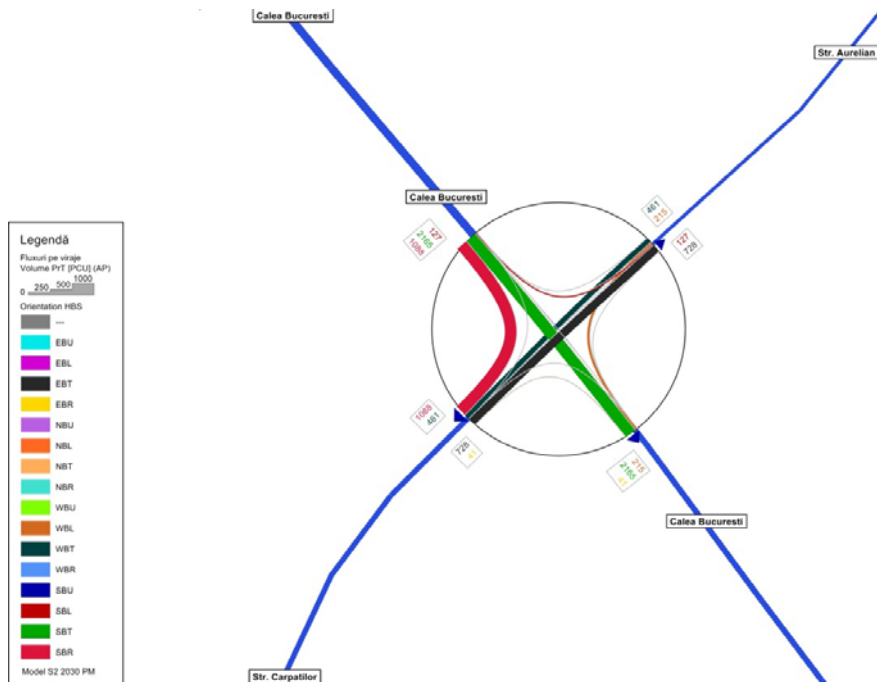 Calea Bucuresti
Str. Aurelian
Calea Bucuresti
461
215
127
2165
1088
127
728
Legendă
Fluxuri pe viraje
Volume PrT [PCU] (AP)
0 250 500 1000
Orientation HBS
---
EBU
EBL
EBT
EBR
NBU
NBL
NBT
NBR
WBU
WBL
WBT
WBR
SBU
SBL
SBT
SBR
Model S2 2030 PM
1088
461
728
41
215
2165
41
Calea Bucuresti
Str. Carpatilor